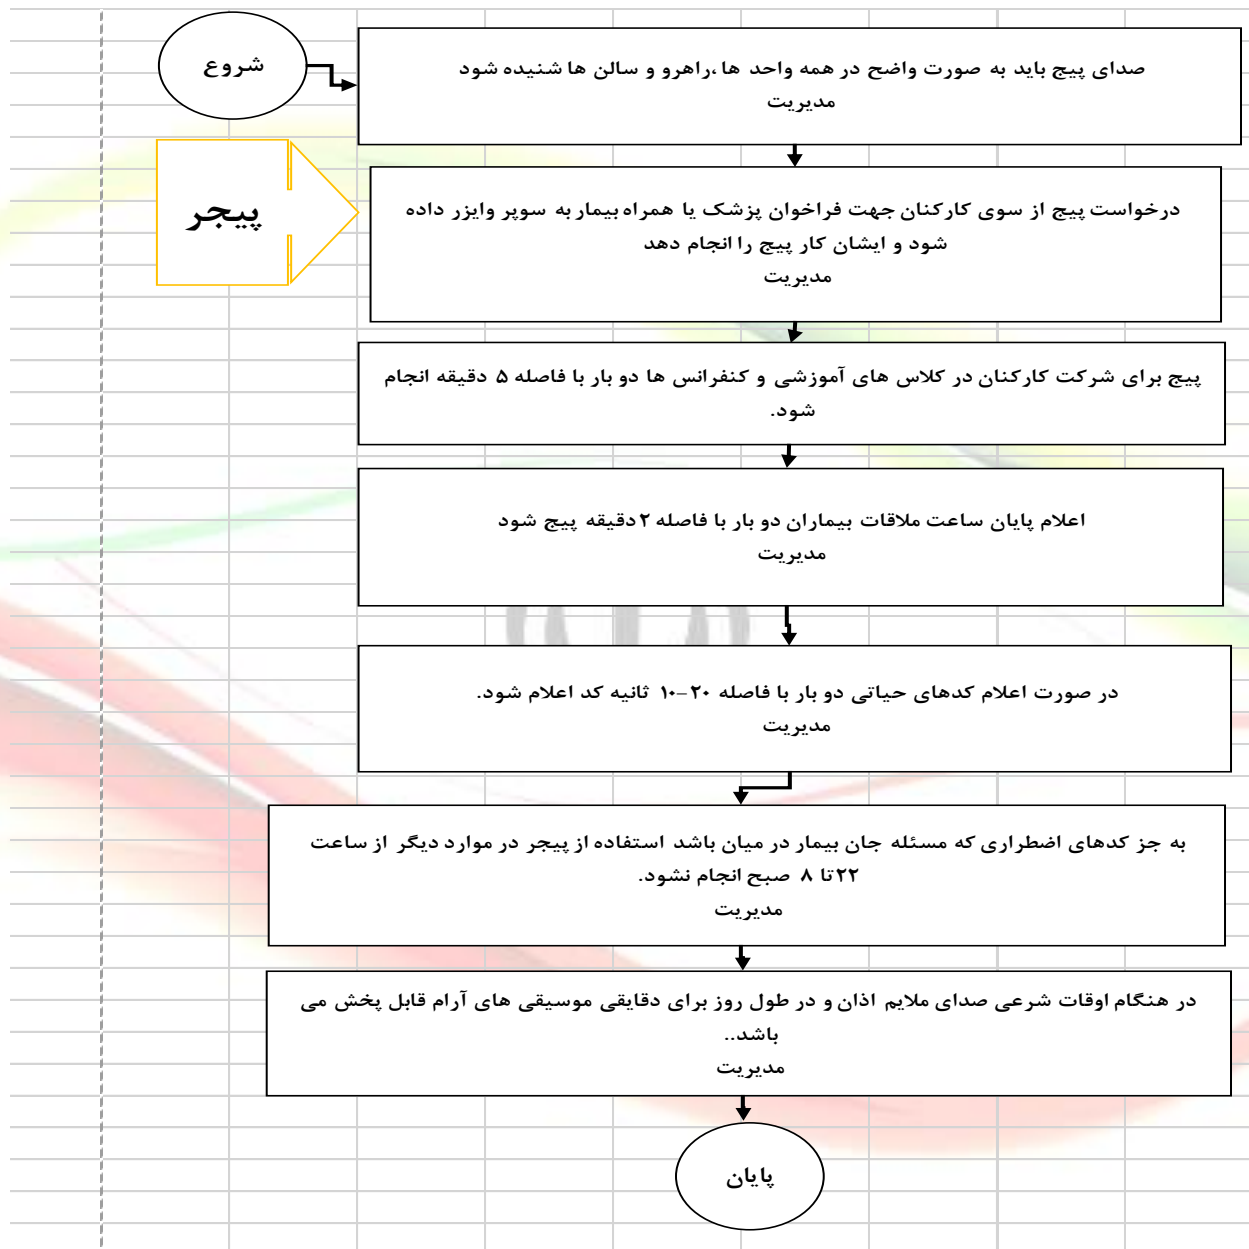 شروع
صدای پیج باید به صورت واضح در همه واحد ها ،راهرو و سالن ها شنیده شود
مدیریت
پیجر
درخواست پیج از سوی کارکنان جهت فراخوان پزشک یا همراه بیمار به سوپر وایزر داده
شود و ایشان کار پیج را انجام دهد
مدیریت
پیج برای شرکت کارکنان در کلاس های آموزشی و کنفرانس ها دو بار با فاصله ۵ دقیقه انجام
شود.
اعلام پایان ساعت ملاقات بیماران دو بار با فاصله ۲ دقیقه پیج شود
مدیریت
در صورت اعلام کدهای حیاتی دو بار با فاصله ۲۰-۱۰ ثانیه کد اعلام شود.
مدیریت
به جز کدهای اضطراری که مسئله جان بیمار در میان باشد استفاده از پیجر در موارد دیگر از ساعت
۲۲ تا ۸ صبح انجام نشود.
مدیریت
در هنگام اوقات شرعی صدای ملایم اذان و در طول روز برای دقایقی موسیقی های آرام قابل پخش می
باشد..
مدیریت
پایان